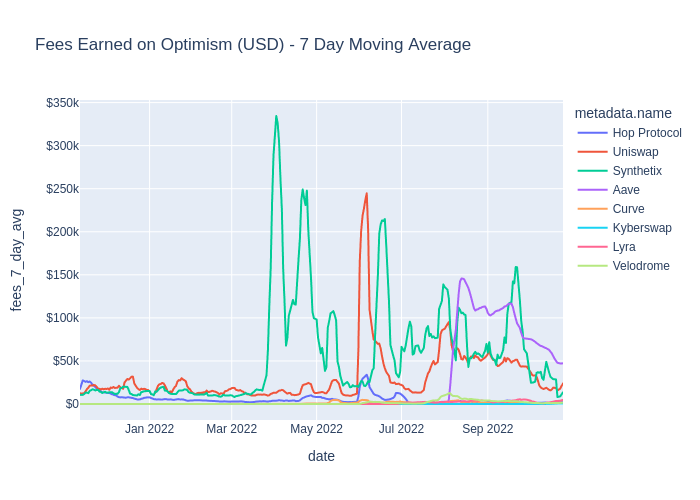 Fees Earned on Optimism (USD) - 7 Day Moving Average
metadata.name
Hop Protocol
Uniswap
Synthetix
Aave
Curve
Kyberswap
Lyra
Velodrome
fees_7_day_avg
$350k
$300k
$250k
$200k
$150k
$100k
$50k
$0
Jan 2022
Mar 2022
May 2022
Jul 2022
Sep 2022
date